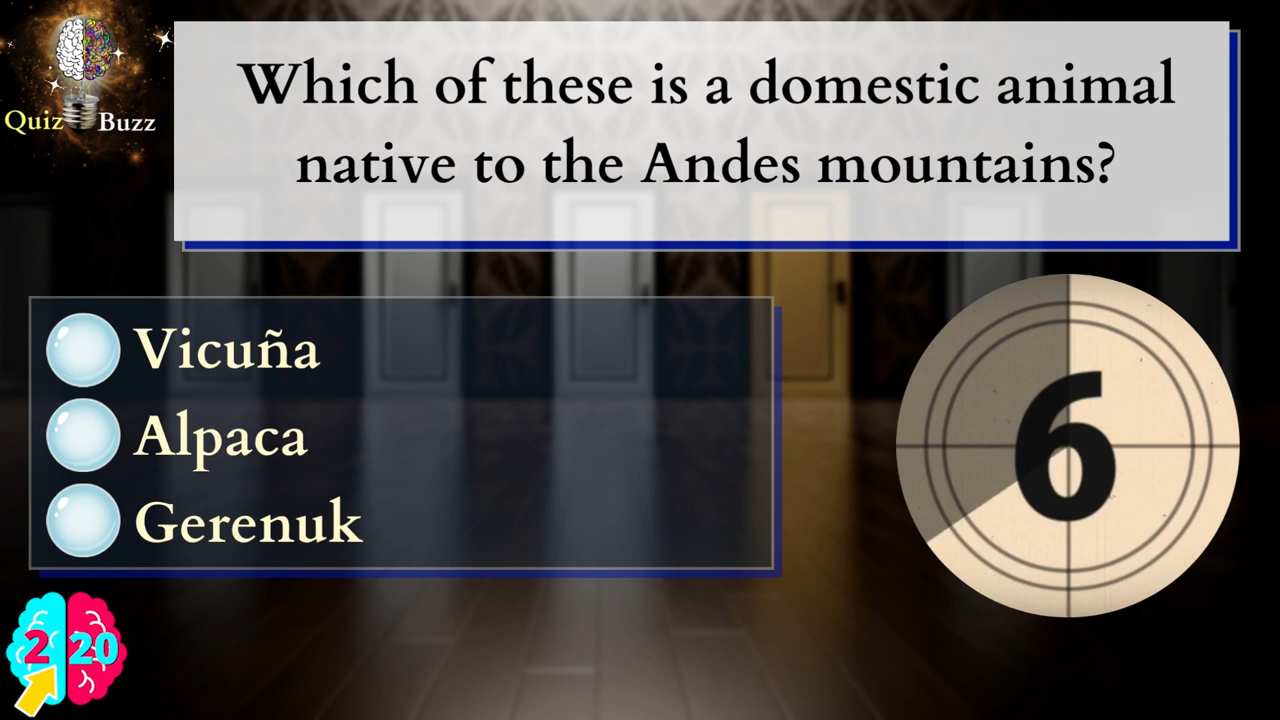 Quiz Buzz
Which of these is a domestic animal
native to the Andes mountains?
Vicuña
Alpaca
Gerenuk
6
2 20